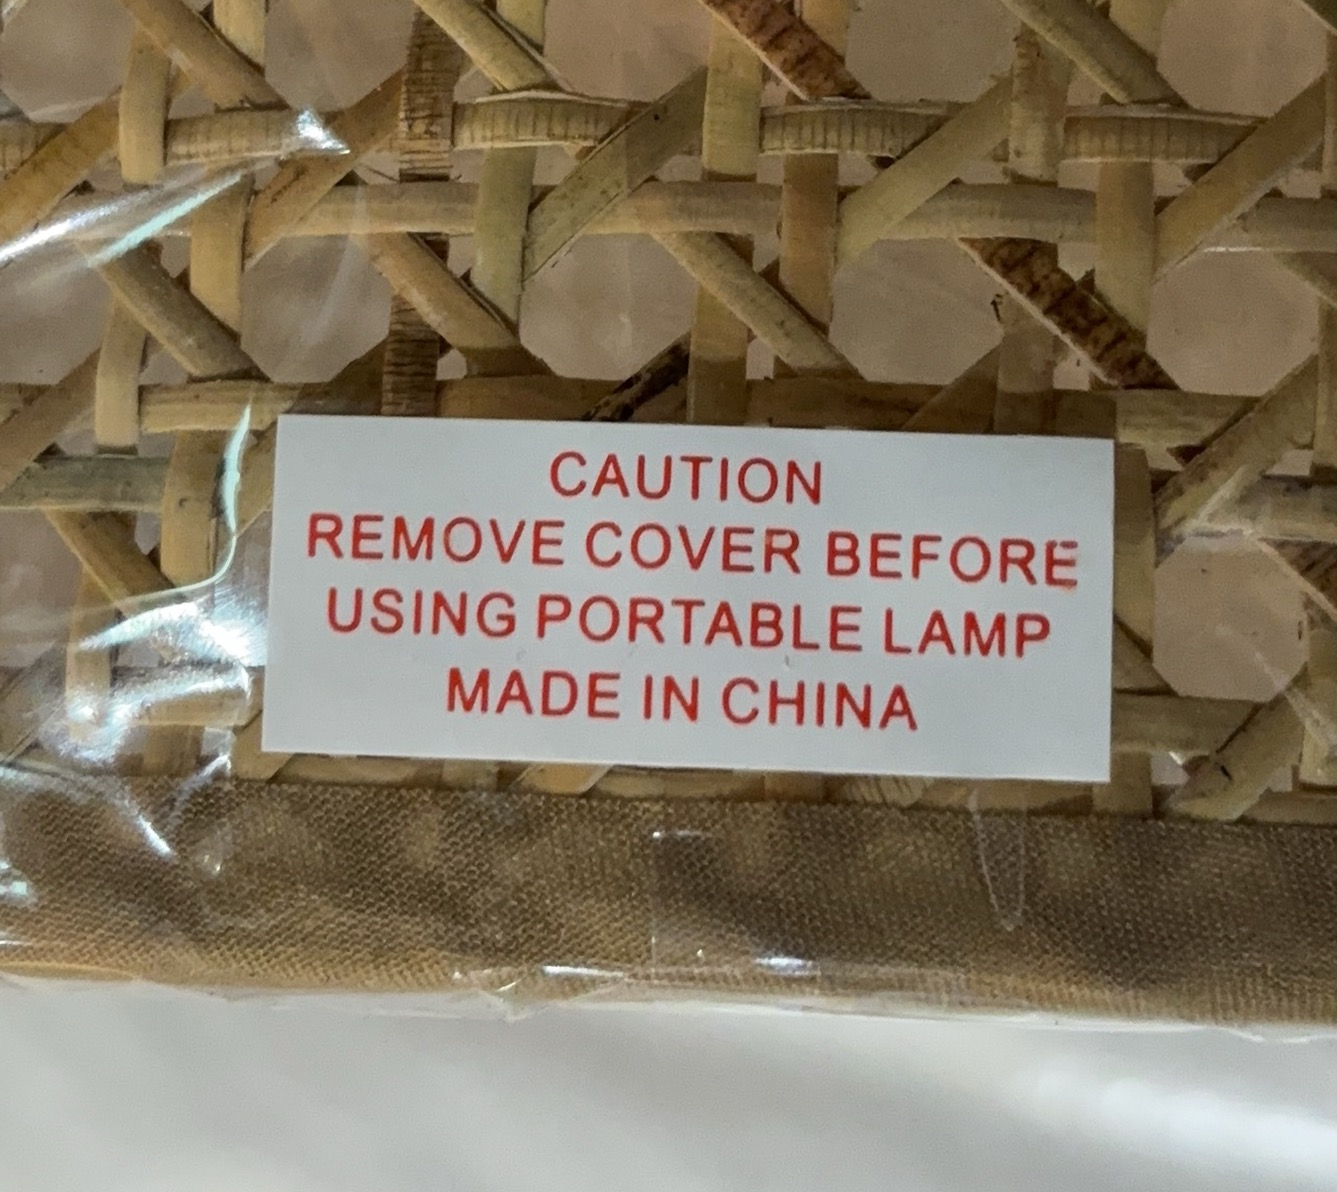 CAUTION
REMOVE COVER BEFORE
USING PORTABLE LAMP
MADE IN CHINA